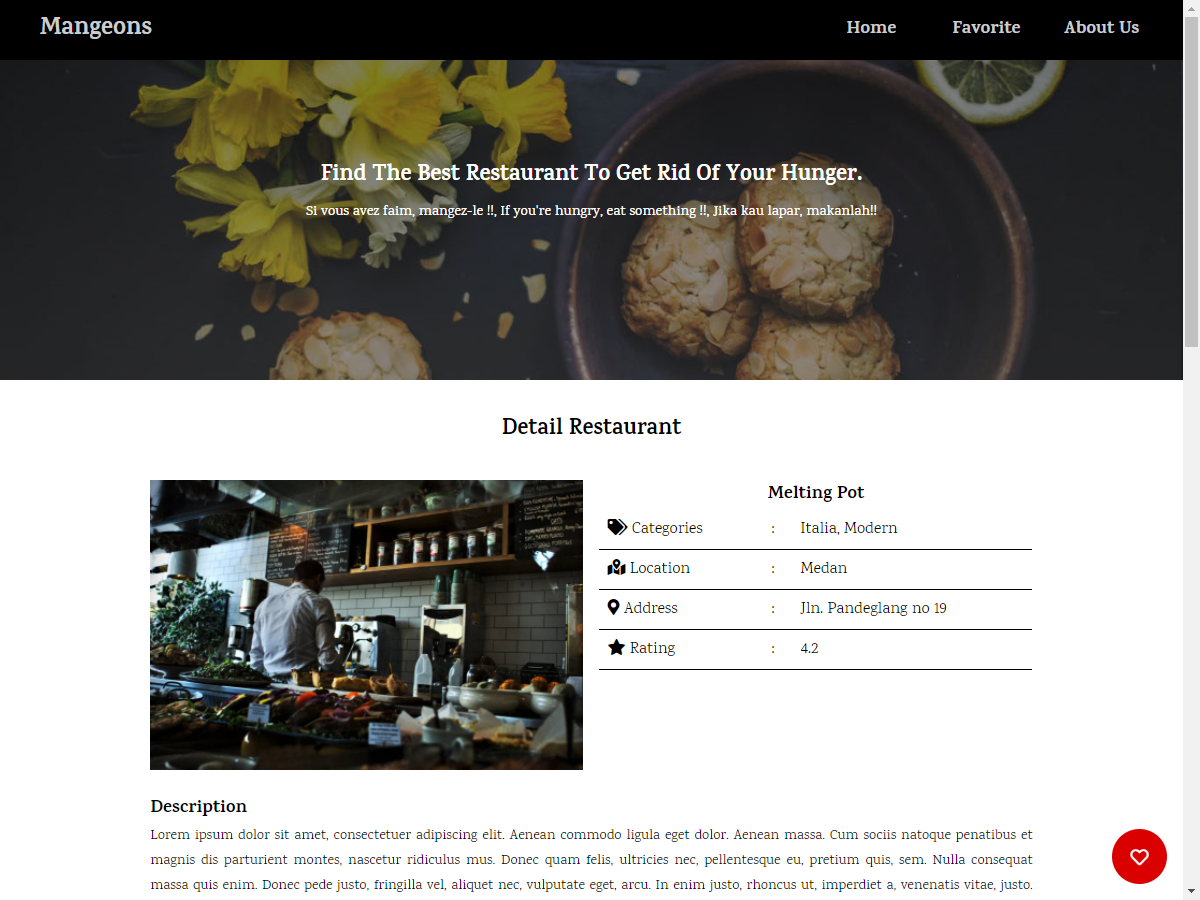 Mangeons
Home
Favorite
About Us
Find The Best Restaurant To Get Rid Of Your Hunger.
Si vous avez faim, mangez-le !!, If you're hungry, eat something !!, Jika kau lapar, makanlah!!
Detail Restaurant
Melting Pot
Categories : Italia, Modern
Location : Medan
Address : Jln. Pandeglang no 19
Rating : 4.2
Description
Lorem ipsum dolor sit amet, consectetuer adipiscing elit. Aenean commodo ligula eget dolor. Aenean massa. Cum sociis natoque penatibus et
magnis dis parturient montes, nascetur ridiculus mus. Donec quam felis, ultricies nec, pellentesque eu, pretium quis, sem. Nulla consequat
massa quis enim. Donec pede justo, fringilla vel, aliquet nec, vulputate eget, arcu. In enim justo, rhoncus ut, imperdiet a, venenatis vitae, justo.